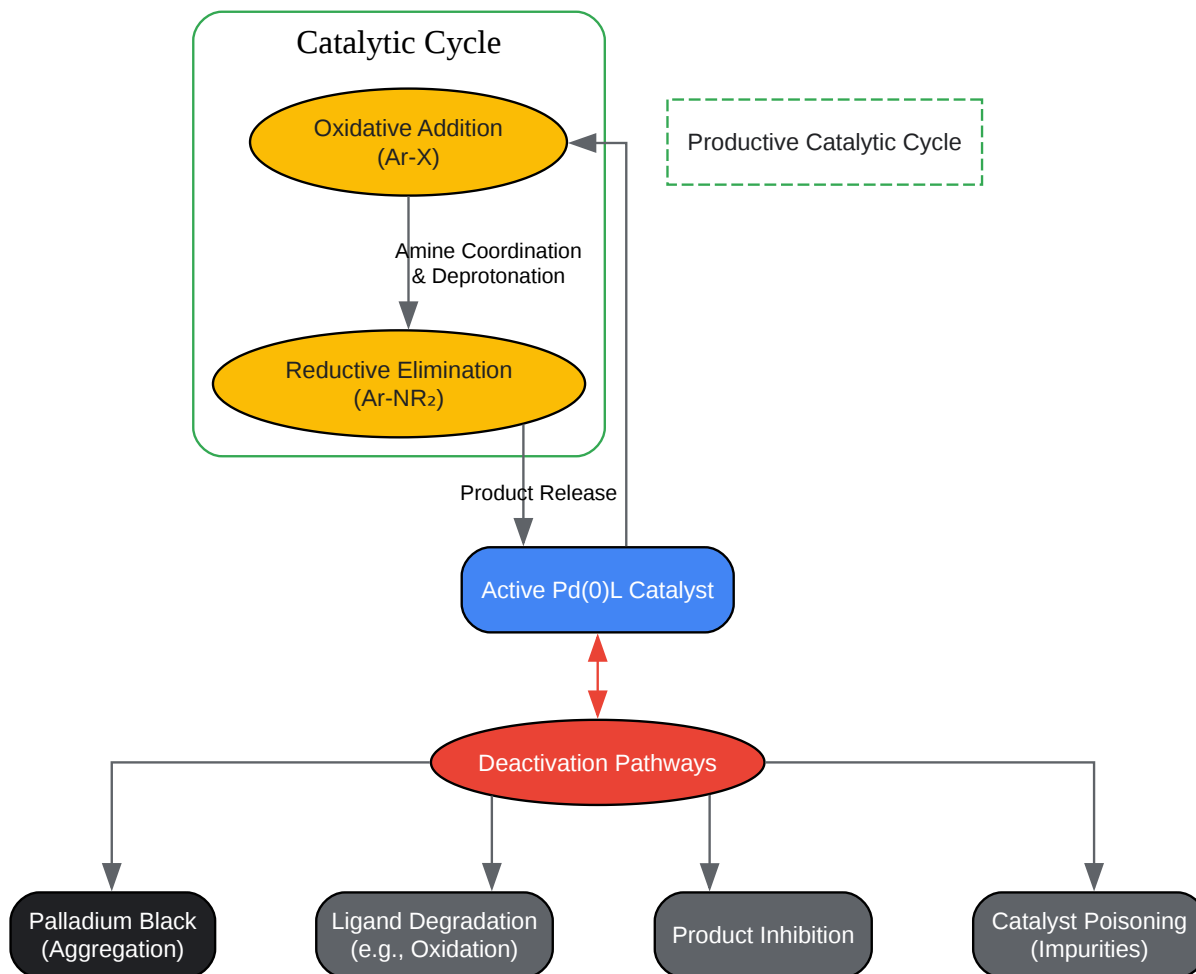 Catalytic Cycle
Oxidative Addition
(Ar-X)
Productive Catalytic Cycle
Amine Coordination
& Deprotonation
Reductive Elimination
(Ar-NR₂)
Product Release
Active Pd(0)L Catalyst
Deactivation Pathways
Palladium Black
(Aggregation)
Ligand Degradation
(e.g., Oxidation)
Product Inhibition
Catalyst Poisoning
(Impurities)